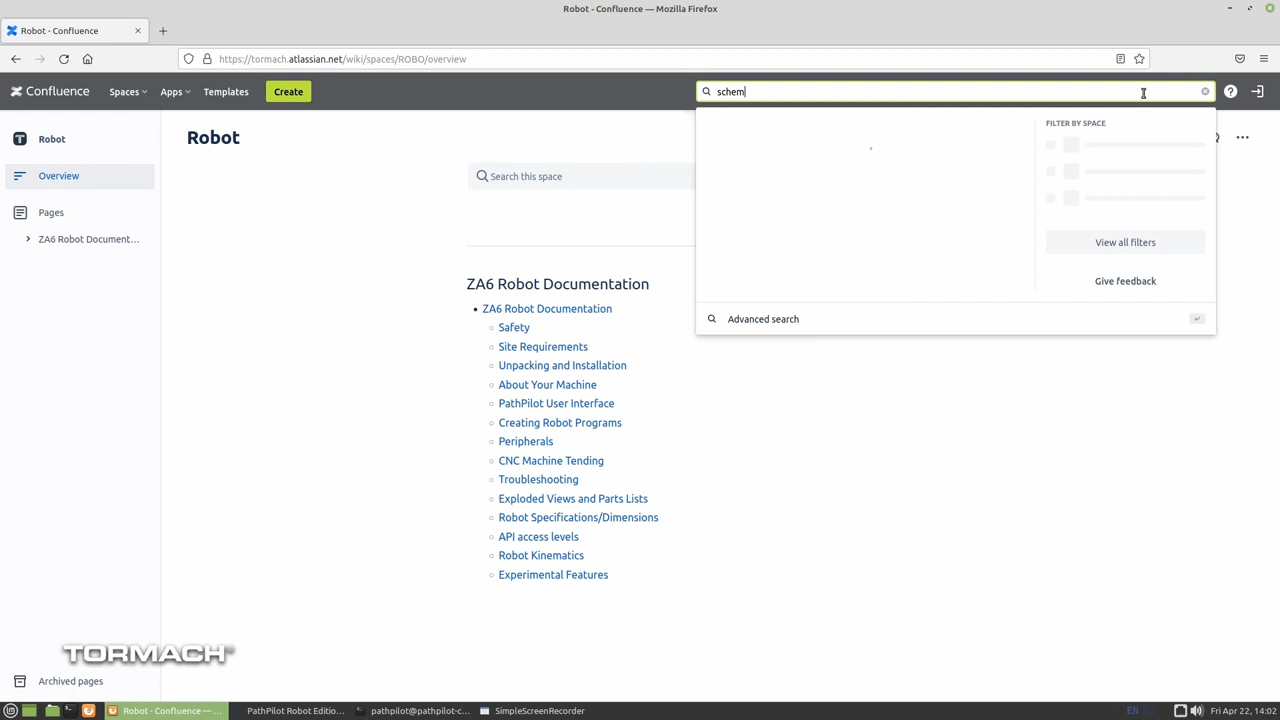 Robot - Confluence — Mozilla Firefox
Robot - Confluence
https://tormach.atlassian.net/wiki/spaces/ROBO/overview
Confluence
Spaces
Apps
Templates
Create
schem
Robot
Overview
Pages
ZA6 Robot Document...
Archived pages
Robot
Search this space
ZA6 Robot Documentation
ZA6 Robot Documentation
Safety
Site Requirements
Unpacking and Installation
About Your Machine
PathPilot User Interface
Creating Robot Programs
Peripherals
CNC Machine Tending
Troubleshooting
Exploded Views and Parts Lists
Robot Specifications/Dimensions
API access levels
Robot Kinematics
Experimental Features
FILTER BY SPACE
View all filters
Give feedback
Advanced search
TORMACH
Robot - Confluence — ...
PathPilot Robot Editio...
pathpilot@pathpilot-c...
SimpleScreenRecorder
EN
Fri Apr 22, 14:02